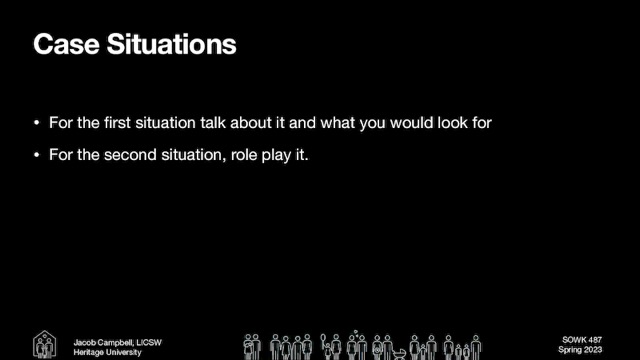 Case Situations
• For the first situation talk about it and what you would look for
• For the second situation, role play it.
Jacob Campbell, LICSW
Heritage University
SOWK 487
Spring 2023